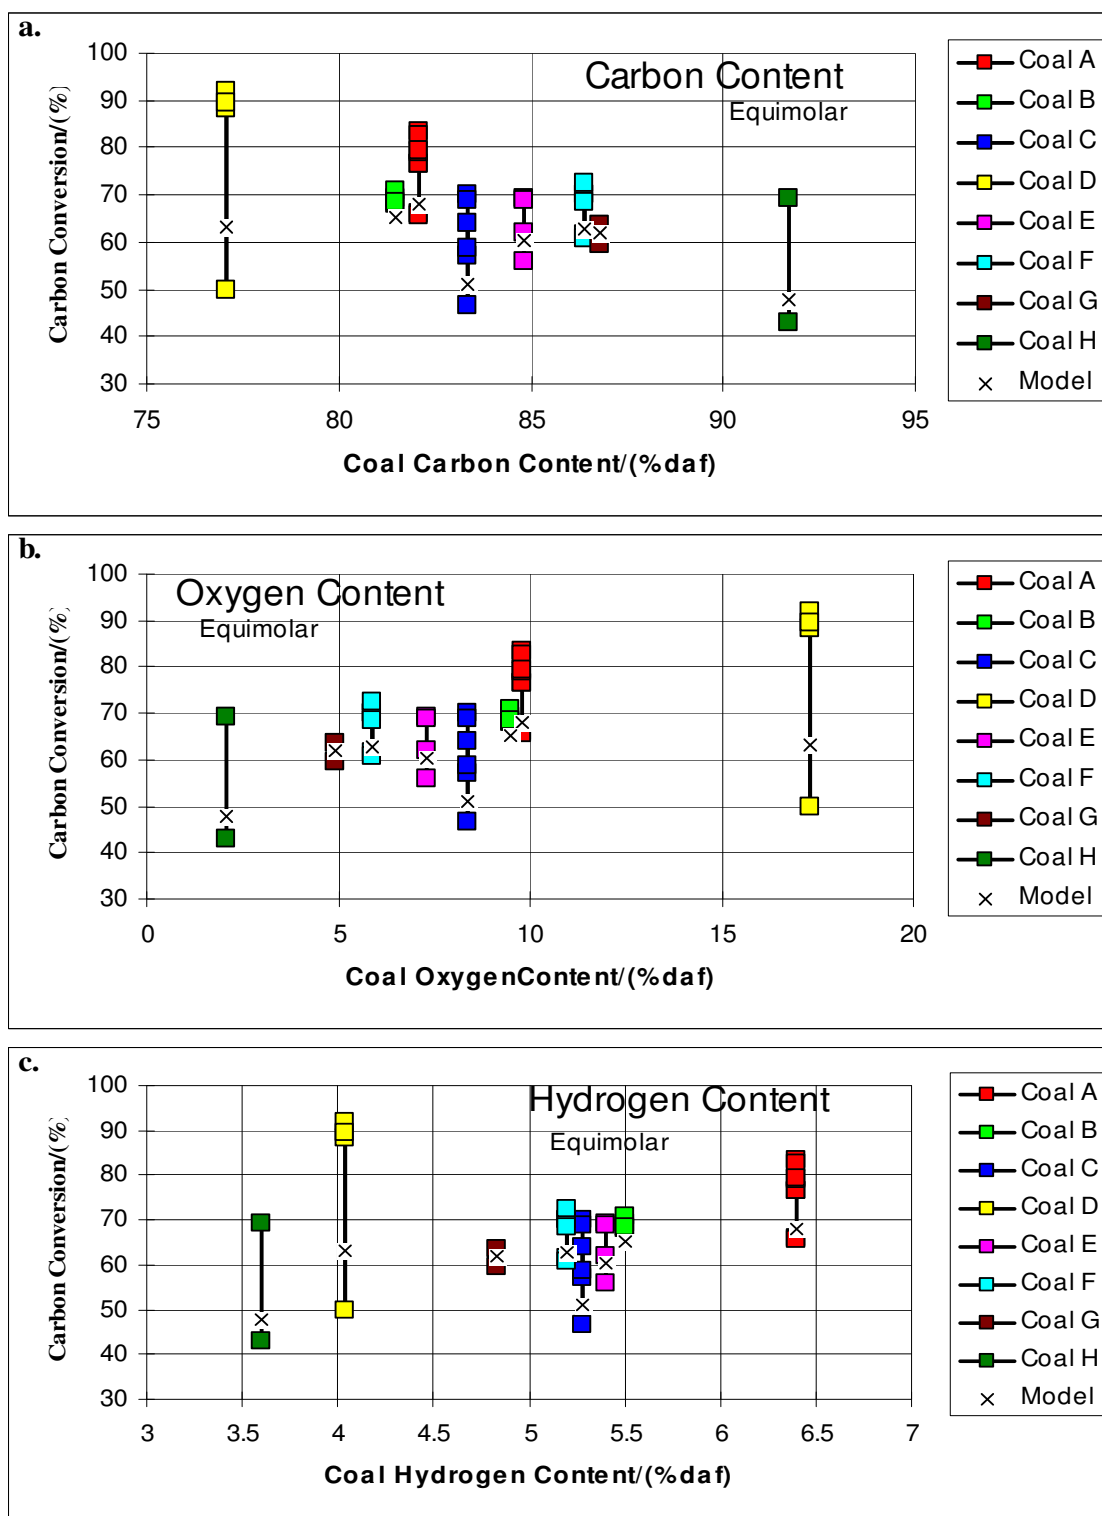 a.
Carbon Content
Equimolar
100
90
80
70
60
50
40
30
Carbon Conversion/(%)
75 80 85 90 95
Coal Carbon Content/(%daf)
Coal A
Coal B
Coal C
Coal D
Coal E
Coal F
Coal G
Coal H
Model
b.
Oxygen Content
Equimolar
100
90
80
70
60
50
40
30
Carbon Conversion/(%)
0 5 10 15 20
Coal OxygenContent/(%daf)
Coal A
Coal B
Coal C
Coal D
Coal E
Coal F
Coal G
Coal H
Model
c.
Hydrogen Content
Equimolar
100
90
80
70
60
50
40
30
Carbon Conversion/(%)
3 3.5 4 4.5 5 5.5 6 6.5 7
Coal Hydrogen Content/(%daf)
Coal A
Coal B
Coal C
Coal D
Coal E
Coal F
Coal G
Coal H
Model